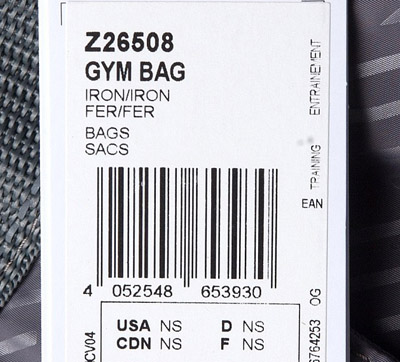 Z26508
GYM BAG
IRON/IRON
FER/FER
BAGS
SACS
TRAINING ENTRAINEMENT
EAN
4 052548 653930
USA NS D NS
CDN NS F NS
CV04
6764253 OG